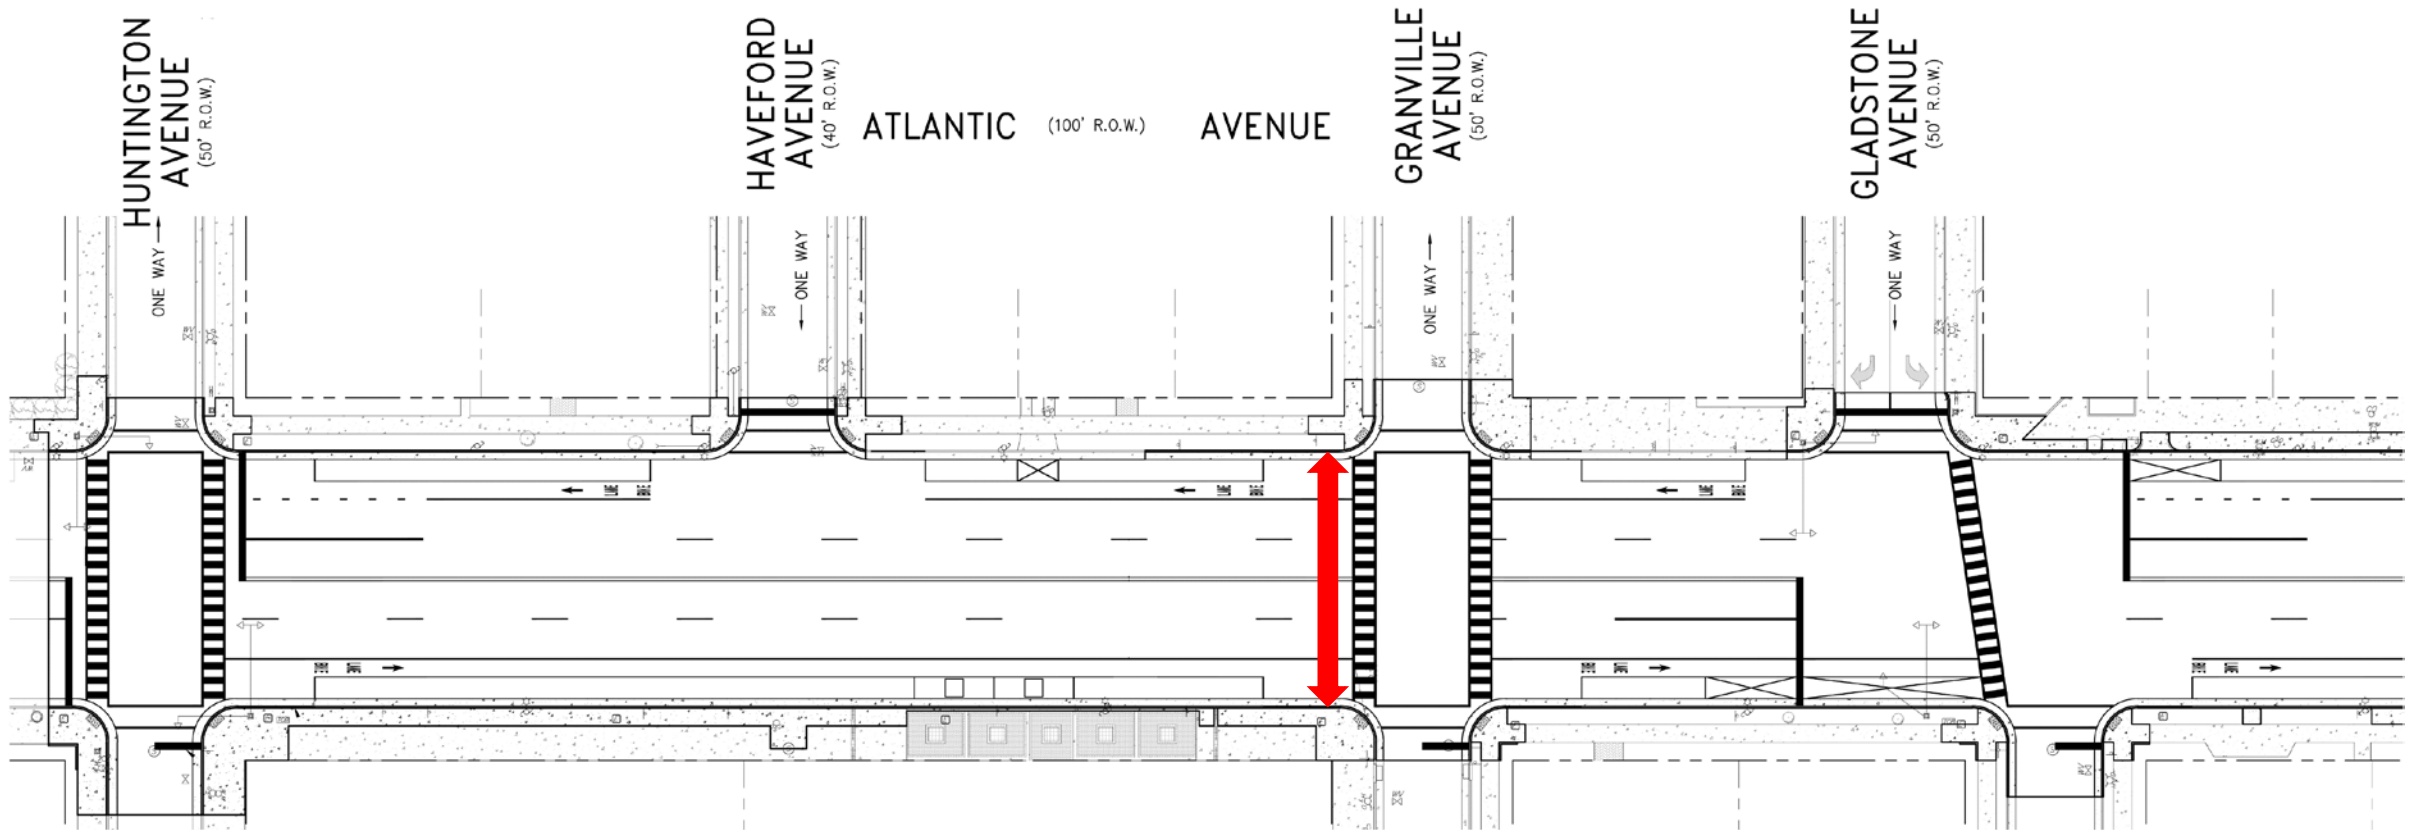 HUNTINGTON
AVENUE
(50' R.O.W.)
HAVEFORD
AVENUE
(40' R.O.W.)
ATLANTIC (100' R.O.W.) AVENUE
GRANVILLE
AVENUE
(50' R.O.W.)
GLADSTONE
AVENUE
(50' R.O.W.)
ONE WAY
ONE WAY
ONE WAY
ONE WAY